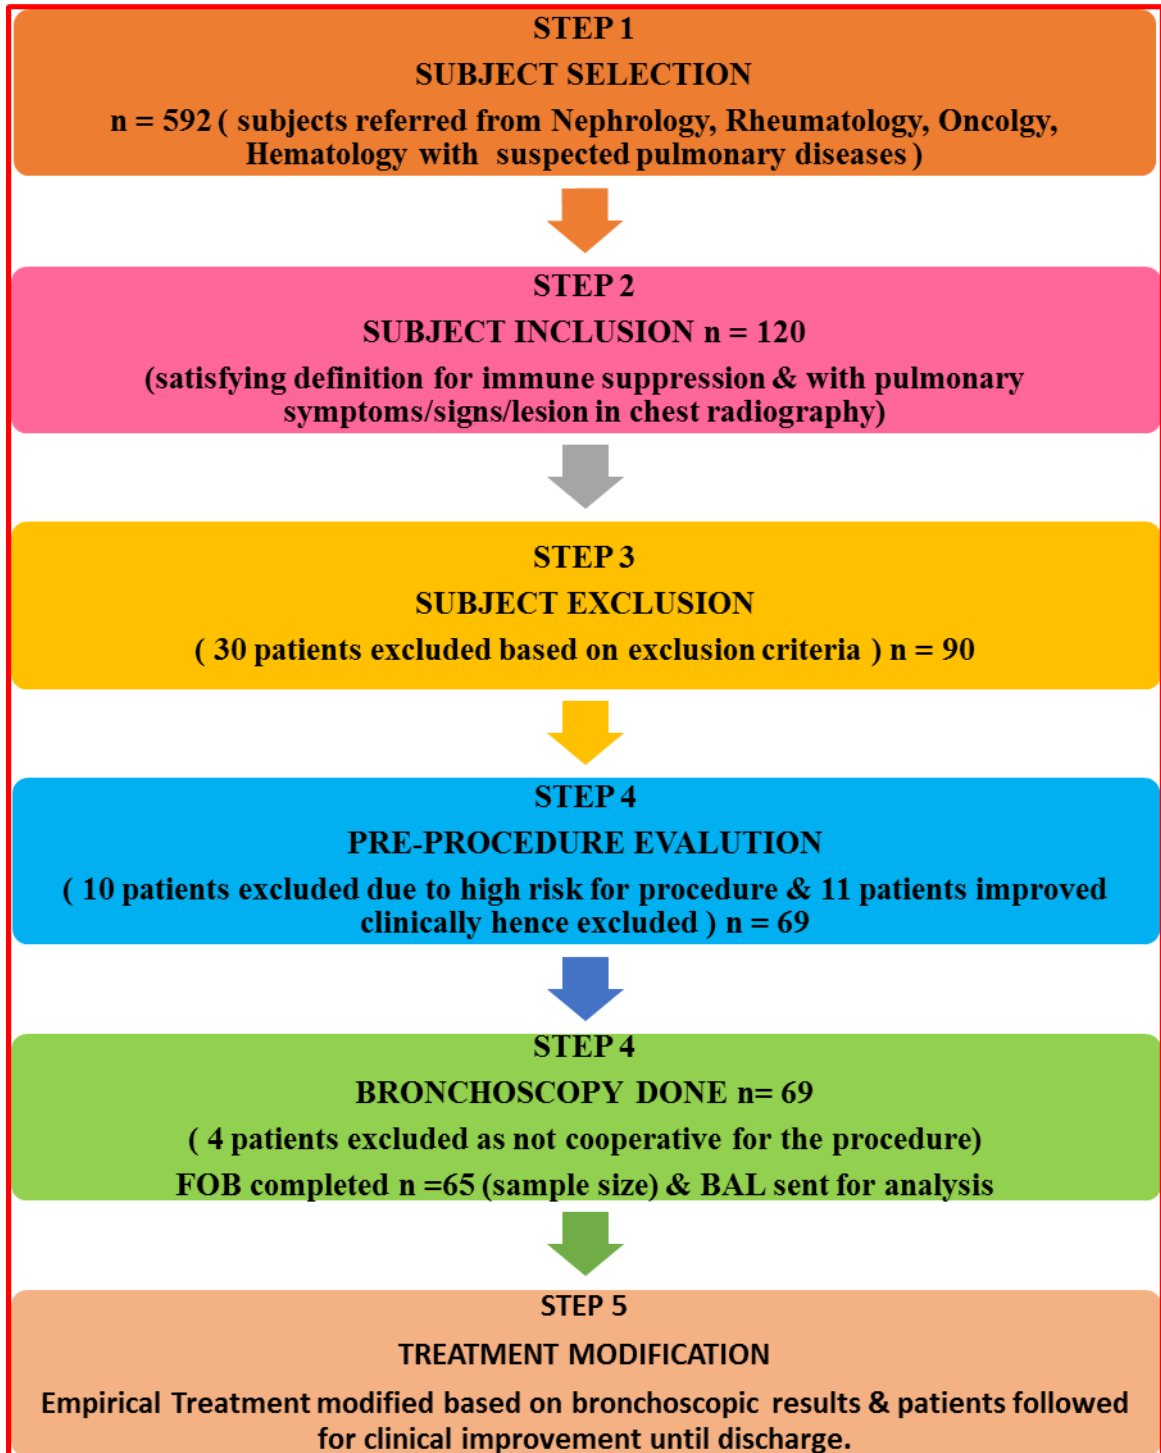 STEP 1
SUBJECT SELECTION
n = 592 ( subjects referred from Nephrology, Rheumatology, Oncolgy,
Hematology with suspected pulmonary diseases )
STEP 2
SUBJECT INCLUSION n = 120
(satisfying definition for immune suppression & with pulmonary
symptoms/signs/lesion in chest radiography)
STEP 3
SUBJECT EXCLUSION
( 30 patients excluded based on exclusion criteria ) n = 90
STEP 4
PRE-PROCEDURE EVALUTION
( 10 patients excluded due to high risk for procedure & 11 patients improved
clinically hence excluded ) n = 69
STEP 4
BRONCHOSCOPY DONE n= 69
( 4 patients excluded as not cooperative for the procedure)
FOB completed n =65 (sample size) & BAL sent for analysis
STEP 5
TREATMENT MODIFICATION
Empirical Treatment modified based on bronchoscopic results & patients followed
for clinical improvement until discharge.